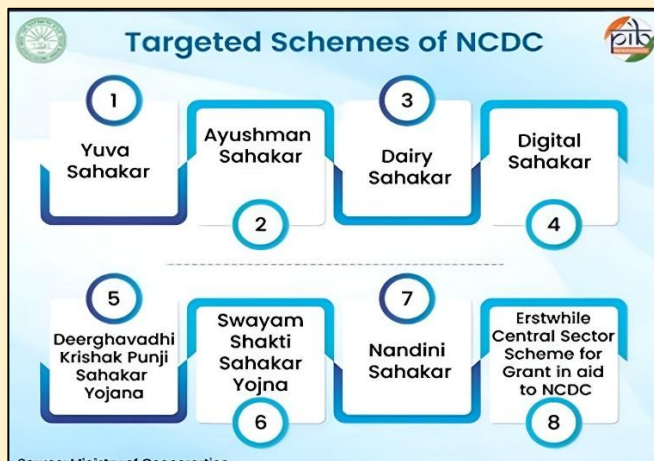 Targeted Schemes of NCDC
pib
1
Yuva
Sahakar
Ayushman
Sahakar
2
3
Dairy
Sahakar
Digital
Sahakar
4
5
Deerghavadhi
Krishak Punji
Sahakar
Yojana
Swayam
Shakti
Sahakar
Yojna
6
7
Nandini
Sahakar
Erstwhile
Central Sector
Scheme for
Grant in aid
to NCDC
8